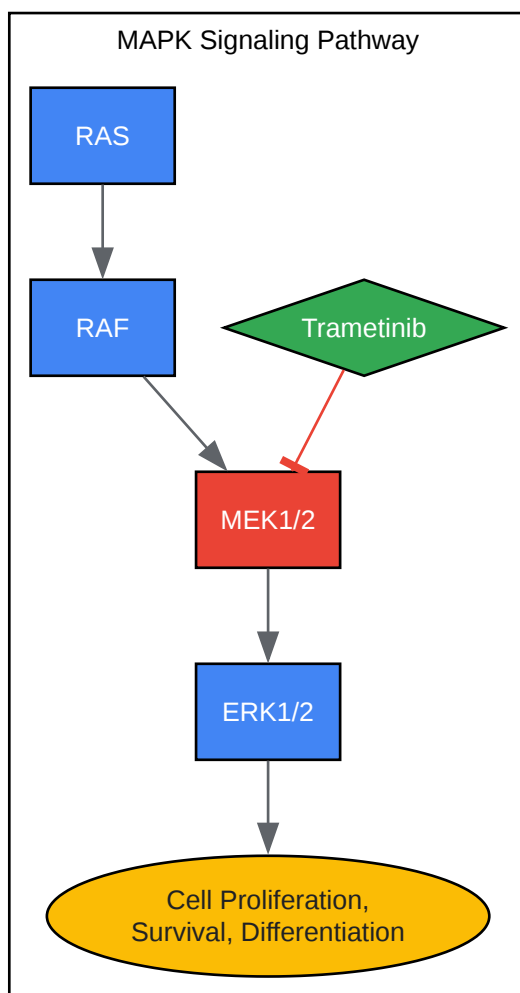 MAPK Signaling Pathway
RAS
RAF
Trametinib
MEK1/2
ERK1/2
Cell Proliferation,
Survival, Differentiation